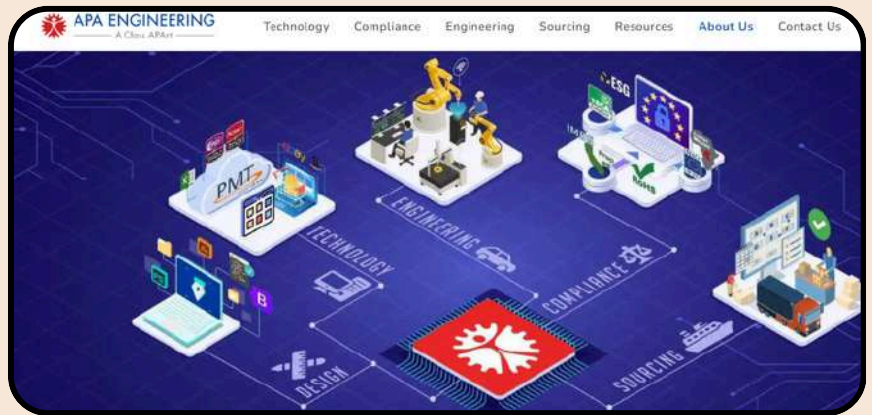 APA ENGINEERING
A Class APArt
Technology Compliance Engineering Sourcing Resources About Us Contact Us
ESG
PMT
RoHS
TECHNOLOGY
ENGINEERING
COMPLIANCE
DESIGN
SOURCING
B